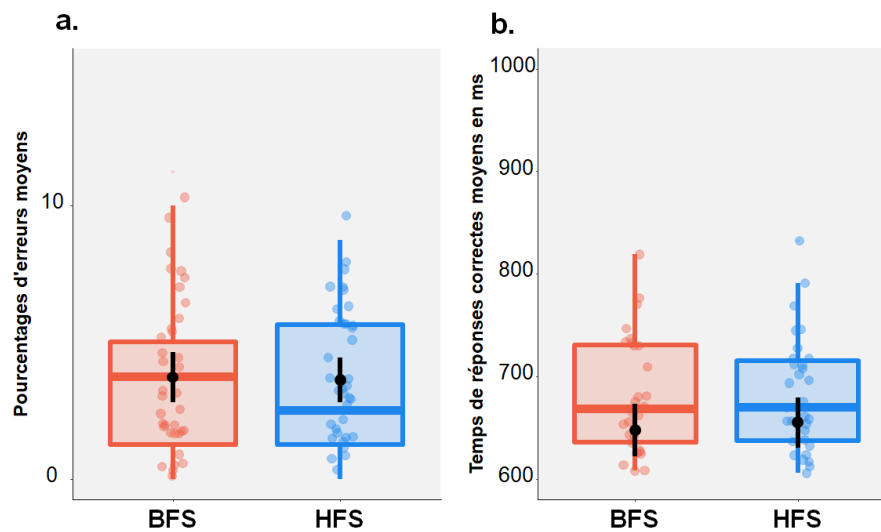 a.
Pourcentages d'erreurs moyens
10
0
BFS HFS
b.
Temps de réponses correctes moyens en ms
1000
900
800
700
600
BFS HFS